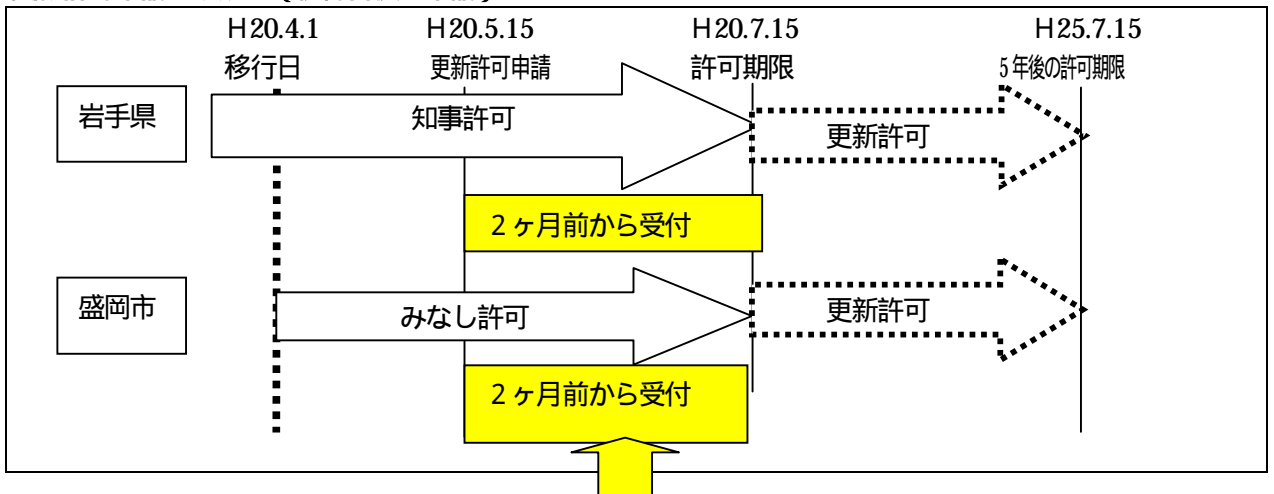 H20.4.1 H20.5.15 H20.7.15 H25.7.15
移行日 更新許可申請 許可期限 5年後の許可期限
岩手県 知事許可 更新許可
2ヶ月前から受付
盛岡市 みなし許可 更新許可
2ヶ月前から受付